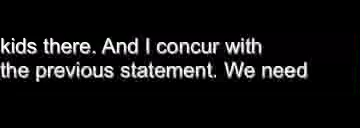 kids there. And I concur with
the previous statement. We need